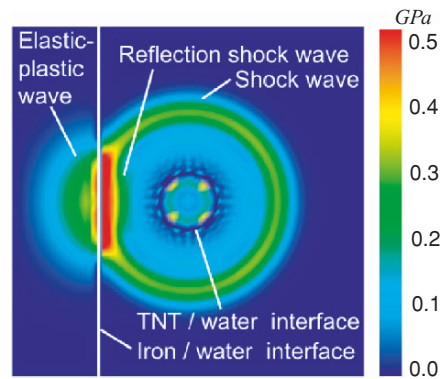 GPa
Elastic-
plastic
wave
Reflection shock wave
Shock wave
TNT / water interface
Iron / water interface
0.5
0.4
0.3
0.2
0.1
0.0